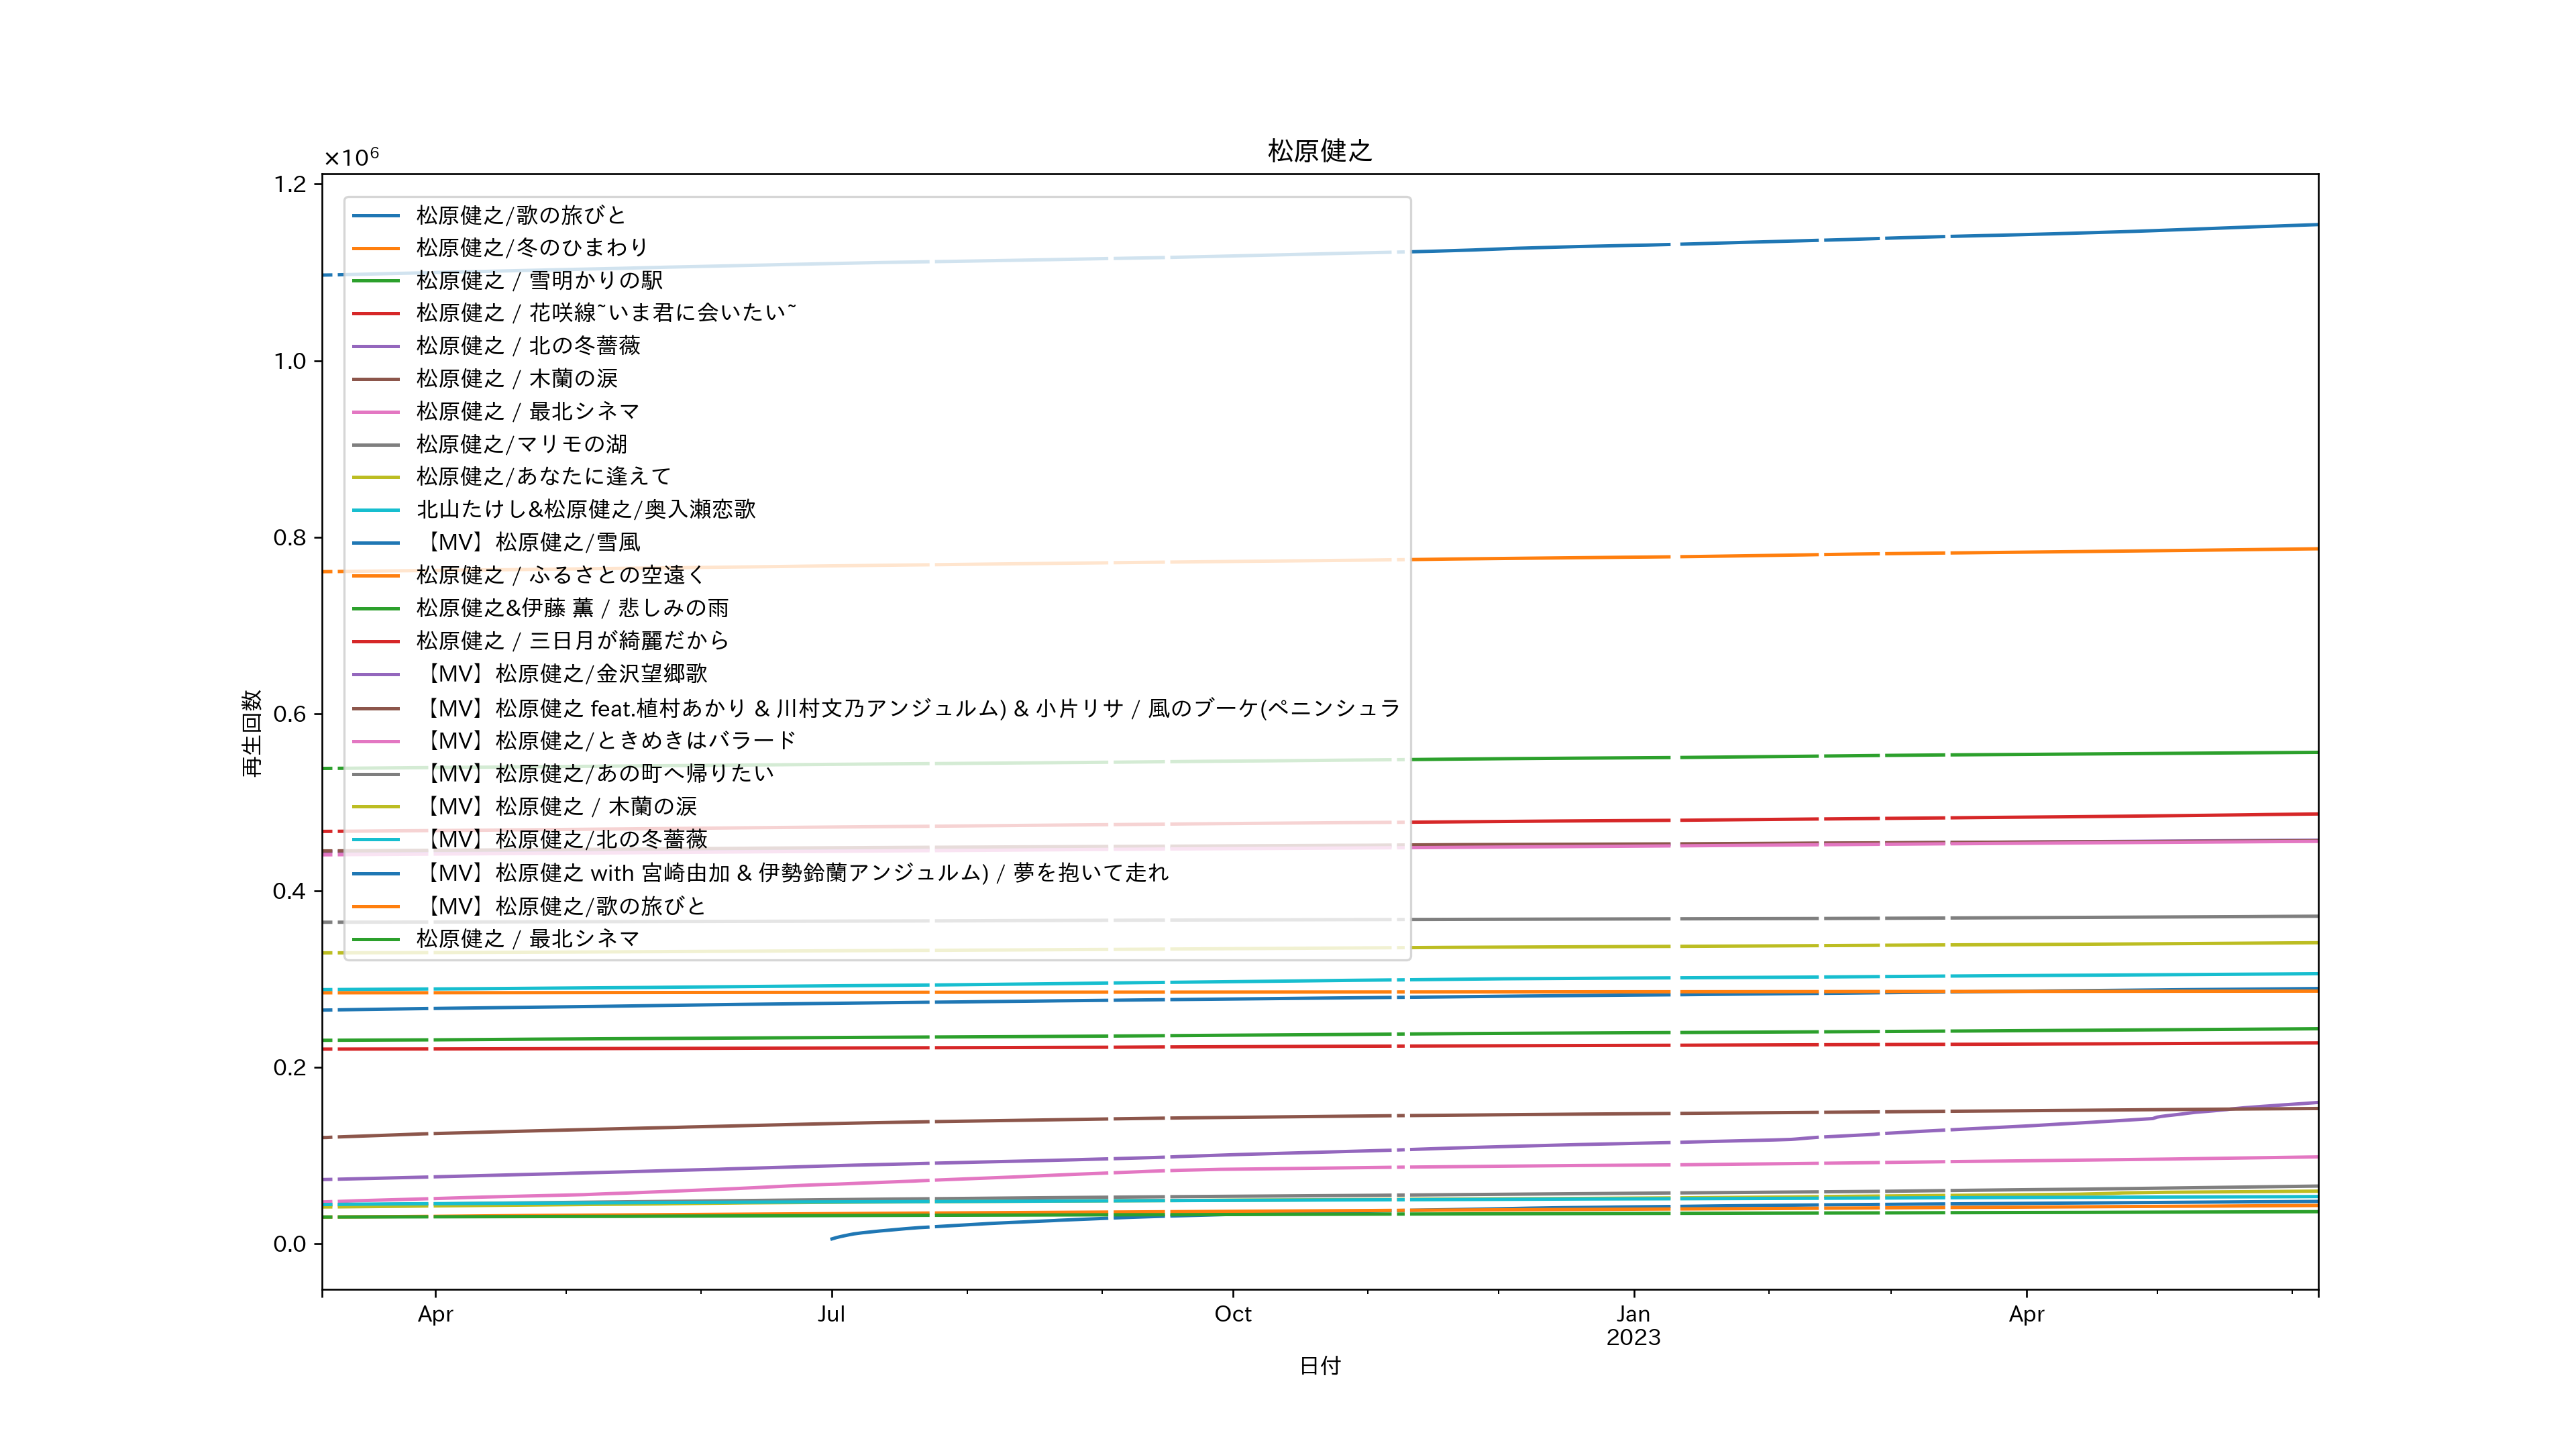 松原健之
×10⁶
1.2
1.0
0.8
0.6
0.4
0.2
0.0
再生回数
松原健之/歌の旅びと
松原健之/冬のひまわり
松原健之 / 雪明かりの駅
松原健之 / 花咲線~いま君に会いたい~
松原健之 / 北の冬薔薇
松原健之 / 木蘭の涙
松原健之 / 最北シネマ
松原健之/マリモの湖
松原健之/あなたに逢えて
北山たけし&松原健之/奥入瀬恋歌
【MV】松原健之/雪風
松原健之 / ふるさとの空遠く
松原健之&伊藤 薫 / 悲しみの雨
松原健之 / 三日月が綺麗だから
【MV】松原健之/金沢望郷歌
【MV】松原健之 feat.植村あかり & 川村文乃アンジュルム) & 小片リサ / 風のブーケ(ペニンシュラ
【MV】松原健之/ときめきはバラード
【MV】松原健之/あの町へ帰りたい
【MV】松原健之 / 木蘭の涙
【MV】松原健之/北の冬薔薇
【MV】松原健之 with 宮崎由加 & 伊勢鈴蘭アンジュルム) / 夢を抱いて走れ
【MV】松原健之/歌の旅びと
松原健之 / 最北シネマ
Apr
Jul
Oct
Jan
2023
Apr
日付